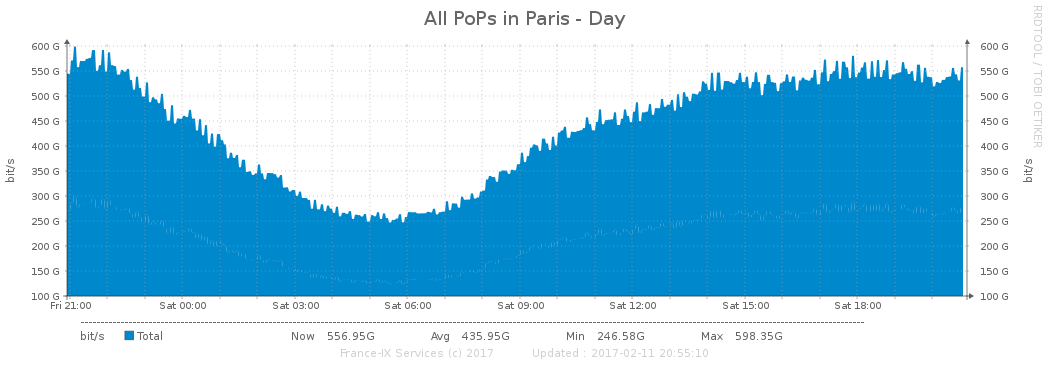 All PoPs in Paris - Day
RRDTOOL / TOBI OETIKER
600 G 600 G
550 G 550 G
500 G 500 G
450 G 450 G
400 G 400 G
350 G 350 G
300 G 300 G
250 G 250 G
200 G 200 G
150 G 150 G
100 G 100 G
bit/s
bit/s
Fri 21:00 Sat 00:00 Sat 03:00 Sat 06:00 Sat 09:00 Sat 12:00 Sat 15:00 Sat 18:00
bit/s Total Now 556.95G Avg 435.95G Min 246.58G Max 598.35G
France-IX Services (c) 2017 Updated : 2017-02-11 20:55:10